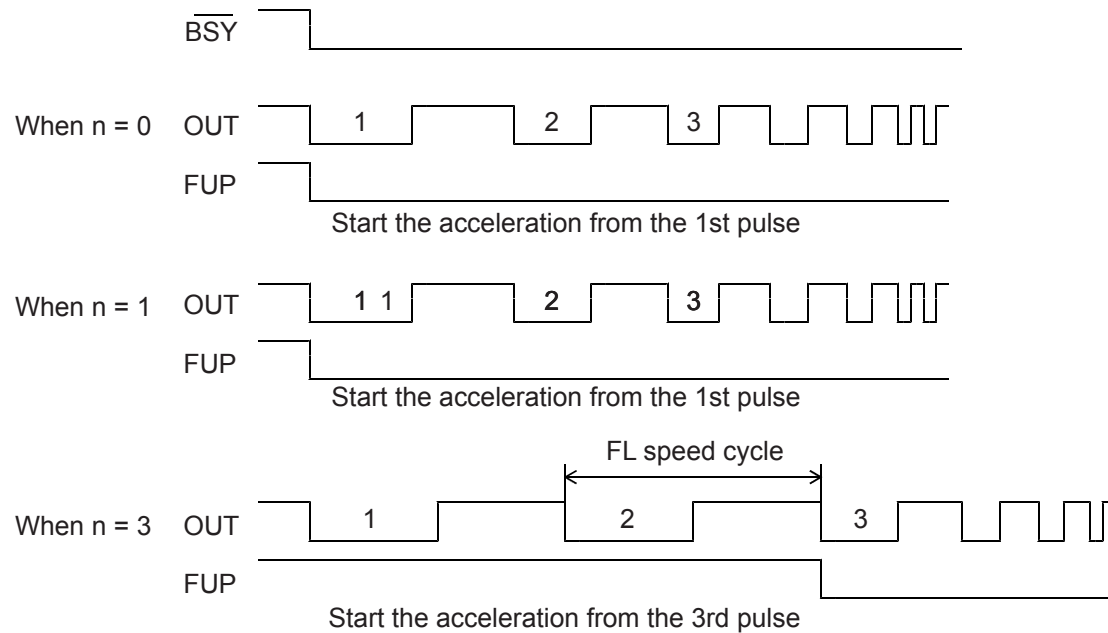 BSY
When n = 0 OUT 1 2 3
FUP
Start the acceleration from the 1st pulse
When n = 1 OUT 1 1 2 3
FUP
Start the acceleration from the 1st pulse
FL speed cycle
When n = 3 OUT 1 2 3
FUP
Start the acceleration from the 3rd pulse